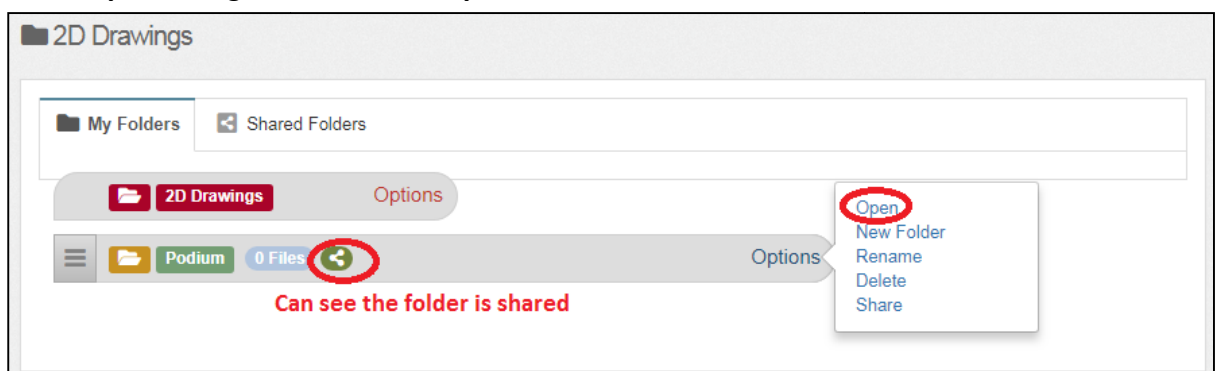 2D Drawings
My Folders Shared Folders
2D Drawings Options
Open
New Folder
Podium 0 Files Options Rename
Delete
Can see the folder is shared Share